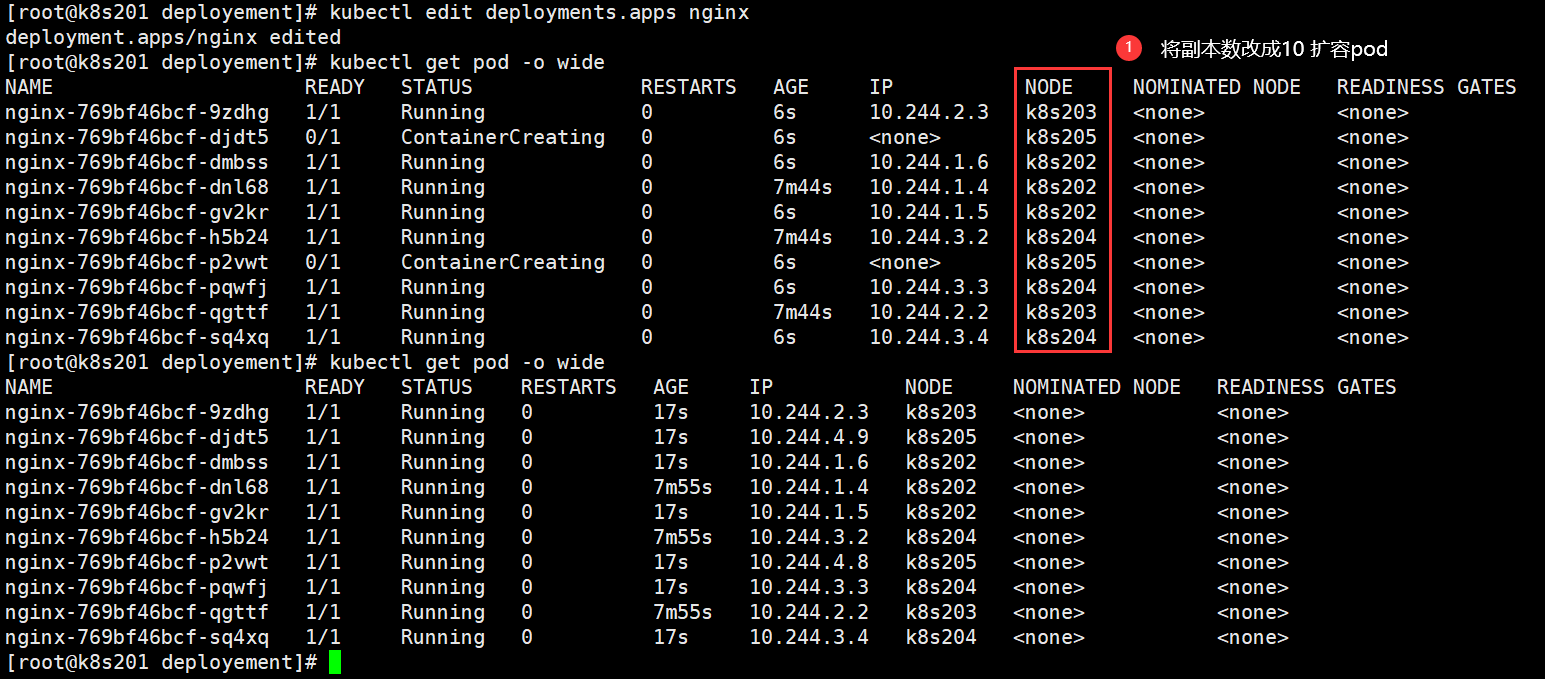 [root@k8s201 deployement]# kubectl edit deployments.apps nginx
deployment.apps/nginx edited
1 将副本数改成10 扩容pod
[root@k8s201 deployement]# kubectl get pod -o wide
NAME READY STATUS RESTARTS AGE IP NODE NOMINATED NODE READINESS GATES
nginx-769bf46bcf-9zdhg 1/1 Running 0 6s 10.244.2.3 k8s203 <none> <none>
nginx-769bf46bcf-djdt5 0/1 ContainerCreating 0 6s <none> k8s205 <none> <none>
nginx-769bf46bcf-dmbss 1/1 Running 0 6s 10.244.1.6 k8s202 <none> <none>
nginx-769bf46bcf-dnl68 1/1 Running 0 7m44s 10.244.1.4 k8s202 <none> <none>
nginx-769bf46bcf-gv2kr 1/1 Running 0 6s 10.244.1.5 k8s202 <none> <none>
nginx-769bf46bcf-h5b24 1/1 Running 0 7m44s 10.244.3.2 k8s204 <none> <none>
nginx-769bf46bcf-p2vwt 0/1 ContainerCreating 0 6s <none> k8s205 <none> <none>
nginx-769bf46bcf-pqwfj 1/1 Running 0 6s 10.244.3.3 k8s204 <none> <none>
nginx-769bf46bcf-qgttf 1/1 Running 0 7m44s 10.244.2.2 k8s203 <none> <none>
nginx-769bf46bcf-sq4xq 1/1 Running 0 6s 10.244.3.4 k8s204 <none> <none>
[root@k8s201 deployement]# kubectl get pod -o wide
NAME READY STATUS RESTARTS AGE IP NODE NOMINATED NODE READINESS GATES
nginx-769bf46bcf-9zdhg 1/1 Running 0 17s 10.244.2.3 k8s203 <none> <none>
nginx-769bf46bcf-djdt5 1/1 Running 0 17s 10.244.4.9 k8s205 <none> <none>
nginx-769bf46bcf-dmbss 1/1 Running 0 17s 10.244.1.6 k8s202 <none> <none>
nginx-769bf46bcf-dnl68 1/1 Running 0 7m55s 10.244.1.4 k8s202 <none> <none>
nginx-769bf46bcf-gv2kr 1/1 Running 0 17s 10.244.1.5 k8s202 <none> <none>
nginx-769bf46bcf-h5b24 1/1 Running 0 7m55s 10.244.3.2 k8s204 <none> <none>
nginx-769bf46bcf-p2vwt 1/1 Running 0 17s 10.244.4.8 k8s205 <none> <none>
nginx-769bf46bcf-pqwfj 1/1 Running 0 17s 10.244.3.3 k8s204 <none> <none>
nginx-769bf46bcf-qgttf 1/1 Running 0 7m55s 10.244.2.2 k8s203 <none> <none>
nginx-769bf46bcf-sq4xq 1/1 Running 0 17s 10.244.3.4 k8s204 <none> <none>
[root@k8s201 deployement]#